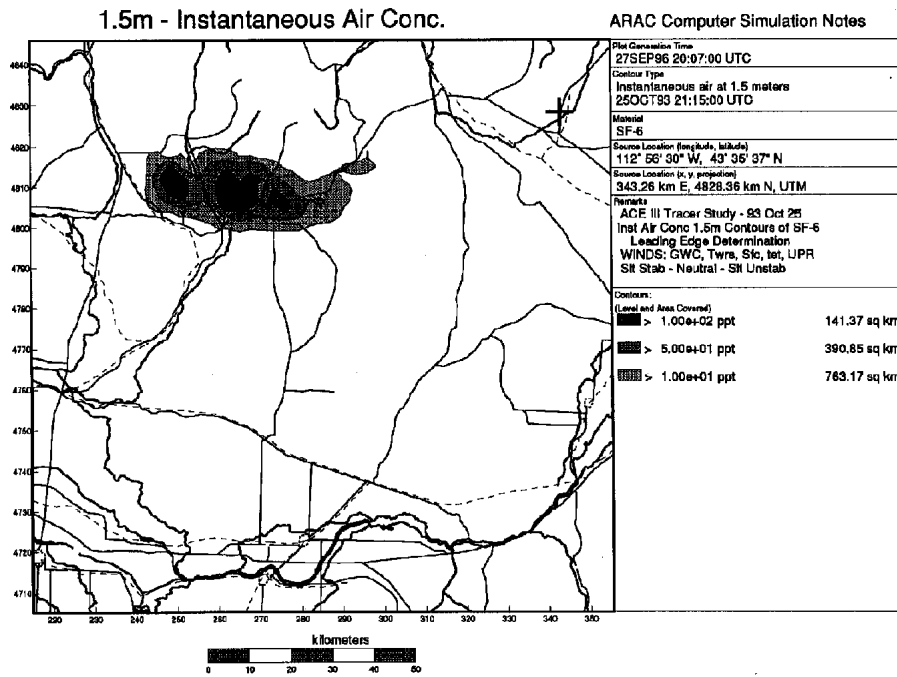 1.5m - Instantaneous Air Conc.
ARAC Computer Simulation Notes
Plot Generation Time
27SEP96 20:07:00 UTC
Contour Type
Instantaneous air at 1.5 meters
25OCT93 21:15:00 UTC
Material
SF-6
Source Location (longitude, latitude)
112° 56' 30" W, 43° 35' 37" N
Source Location (x, y, projection)
343.26 km E, 4828.36 km N, UTM
Remarks
ACE III Tracer Study - 93 Oct 25
Inst Air Conc 1.5m Contours of SF-6
Leading Edge Determination
WINDS: GWC, Twrs, Sfc, tet, UPR
Slt Stab - Neutral - Slt Unstab
Contours:
(Level and Area Covered)
> 1.00e+02 ppt 141.37 sq km
> 5.00e+01 ppt 390.85 sq km
> 1.00e+01 ppt 763.17 sq km
4840
4820
4810
4800
4790
4780
4770
4760
4750
4740
4730
4720
4710
220 230 240 250 260 270 280 290 300 310 320 330 340 350
kilometers
0 10 20 30 40 50